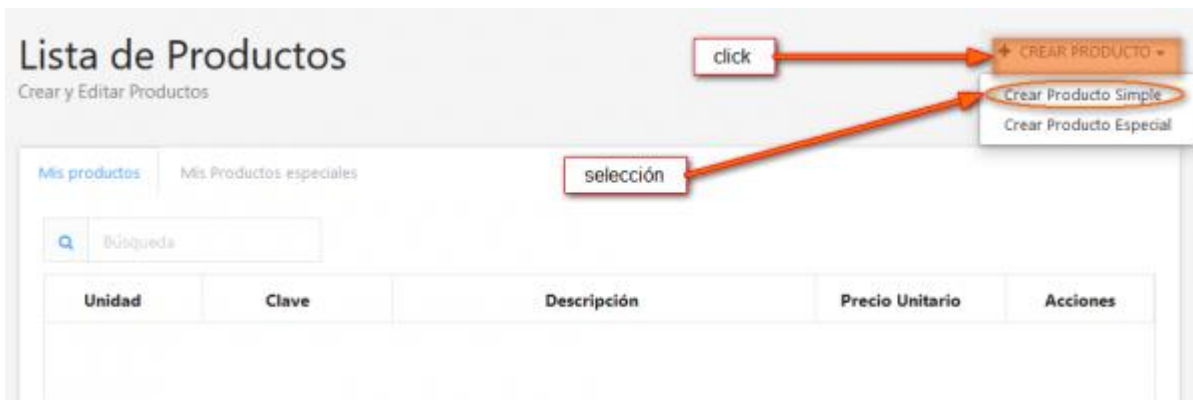 Lista de Productos
Crear y Editar Productos
click
+ CREAR PRODUCTO
Crear Producto Simple
Crear Producto Especial
Mis productos
Mis Productos especiales
selección
Búsqueda
Unidad
Clave
Descripción
Precio Unitario
Acciones